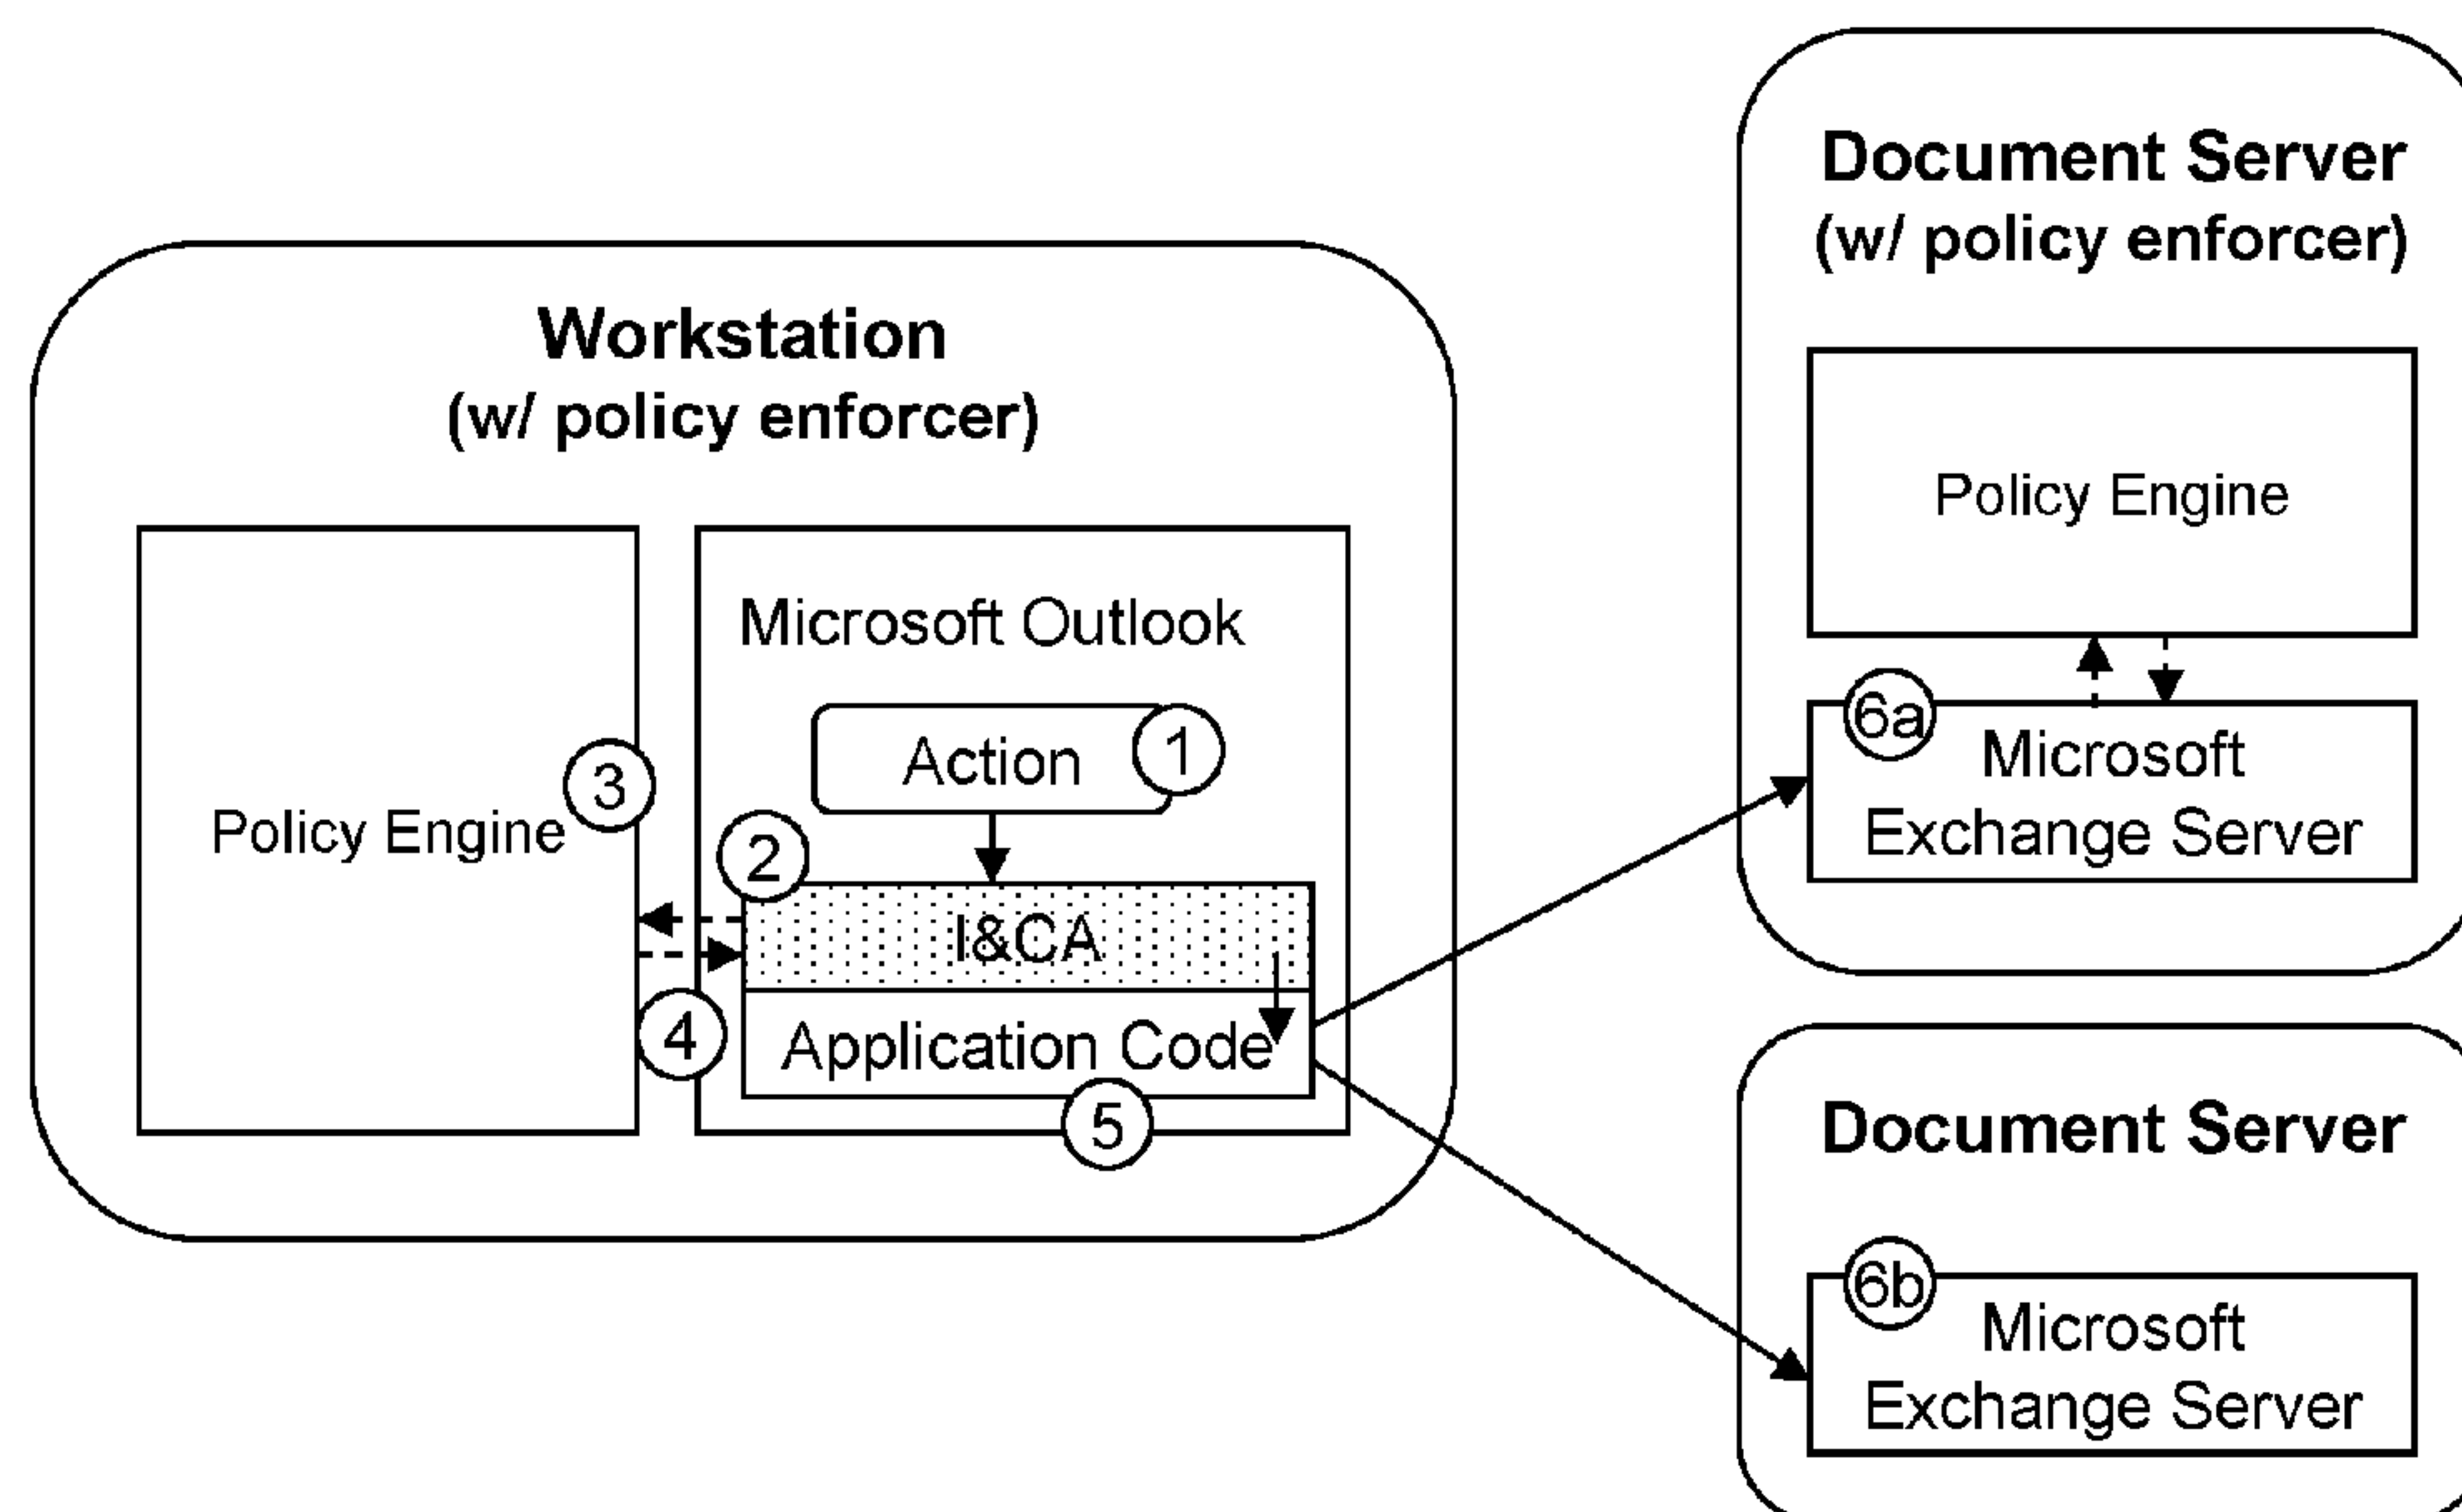 Workstation
(w/ policy enforcer)
Policy Engine
3
Microsoft Outlook
Action
1
2
I&CA
4
Application Code
5
Document Server
(w/ policy enforcer)
Policy Engine
6a
Microsoft
Exchange Server
Document Server
6b
Microsoft
Exchange Server